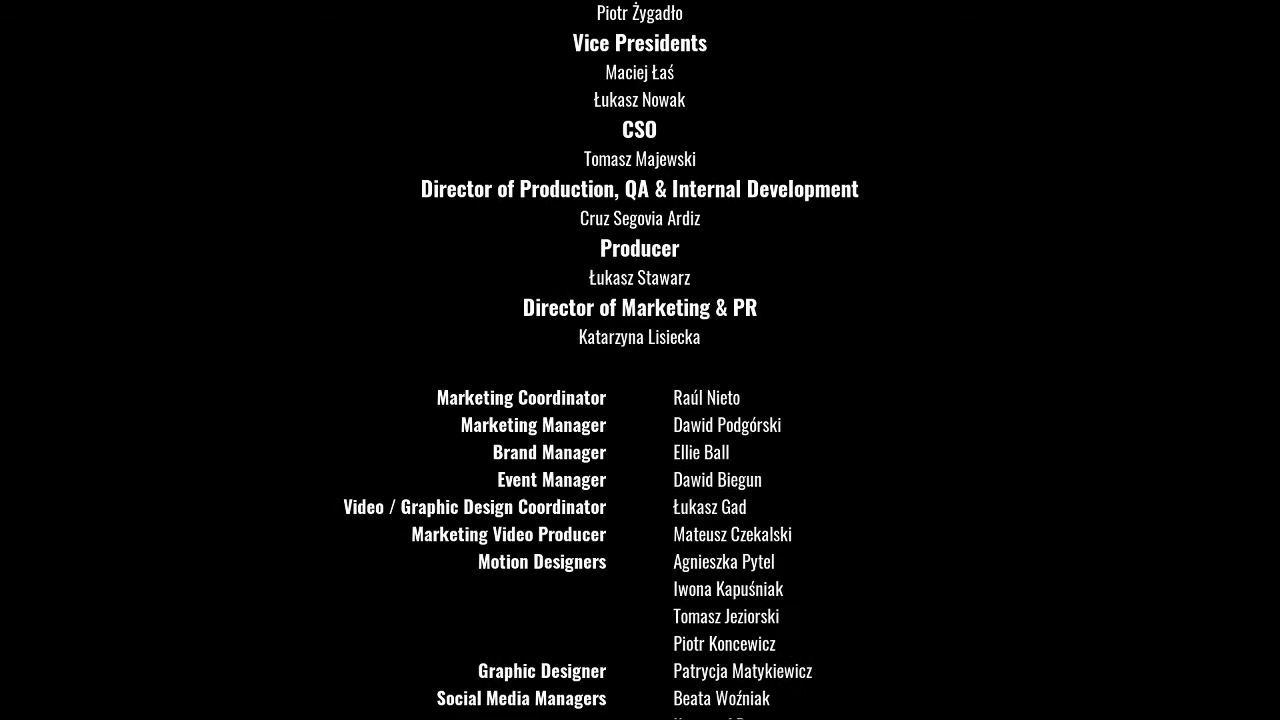 Piotr Żygadło
Vice Presidents
Maciej Łaś
Łukasz Nowak
CSO
Tomasz Majewski
Director of Production, QA & Internal Development
Cruz Segovia Ardiz
Producer
Łukasz Stawarz
Director of Marketing & PR
Katarzyna Lisiecka
Marketing Coordinator Raúl Nieto
Marketing Manager Dawid Podgórski
Brand Manager Ellie Ball
Event Manager Dawid Biegun
Video / Graphic Design Coordinator Łukasz Gad
Marketing Video Producer Mateusz Czekalski
Motion Designers Agnieszka Pytel
Iwona Kapuśniak
Tomasz Jeziorski
Piotr Koncewicz
Graphic Designer Patrycja Matykiewicz
Social Media Managers Beata Woźniak